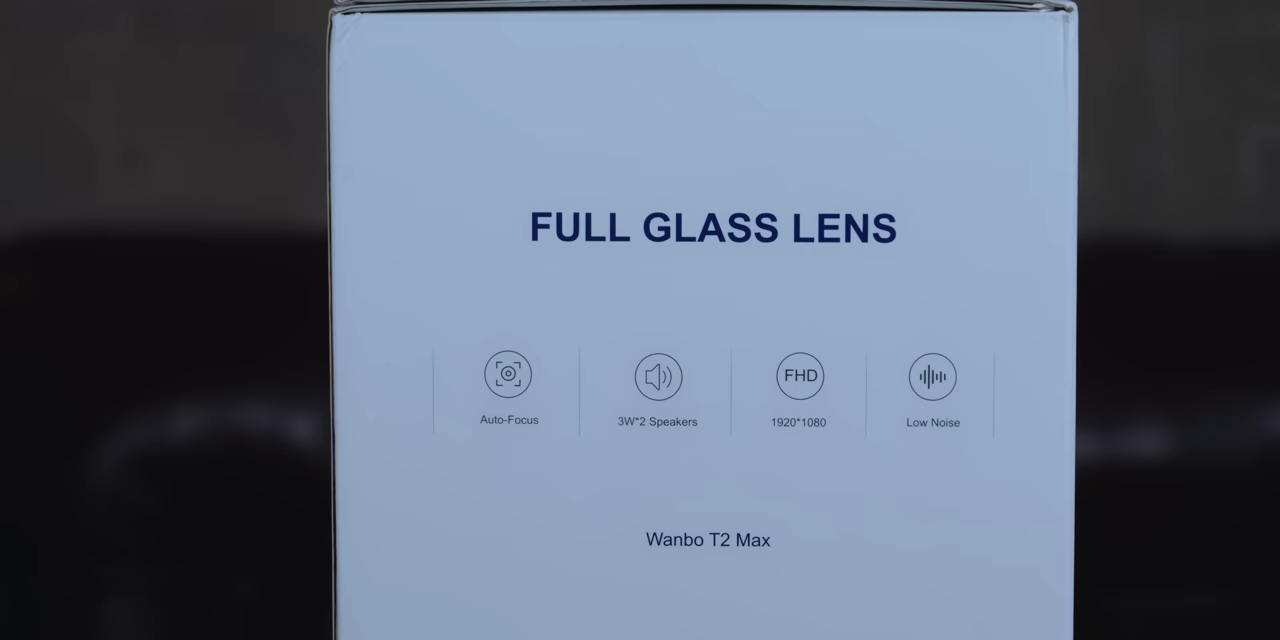 FULL GLASS LENS
FHD
Auto-Focus
3W*2 Speakers
1920*1080
Low Noise
Wanbo T2 Max